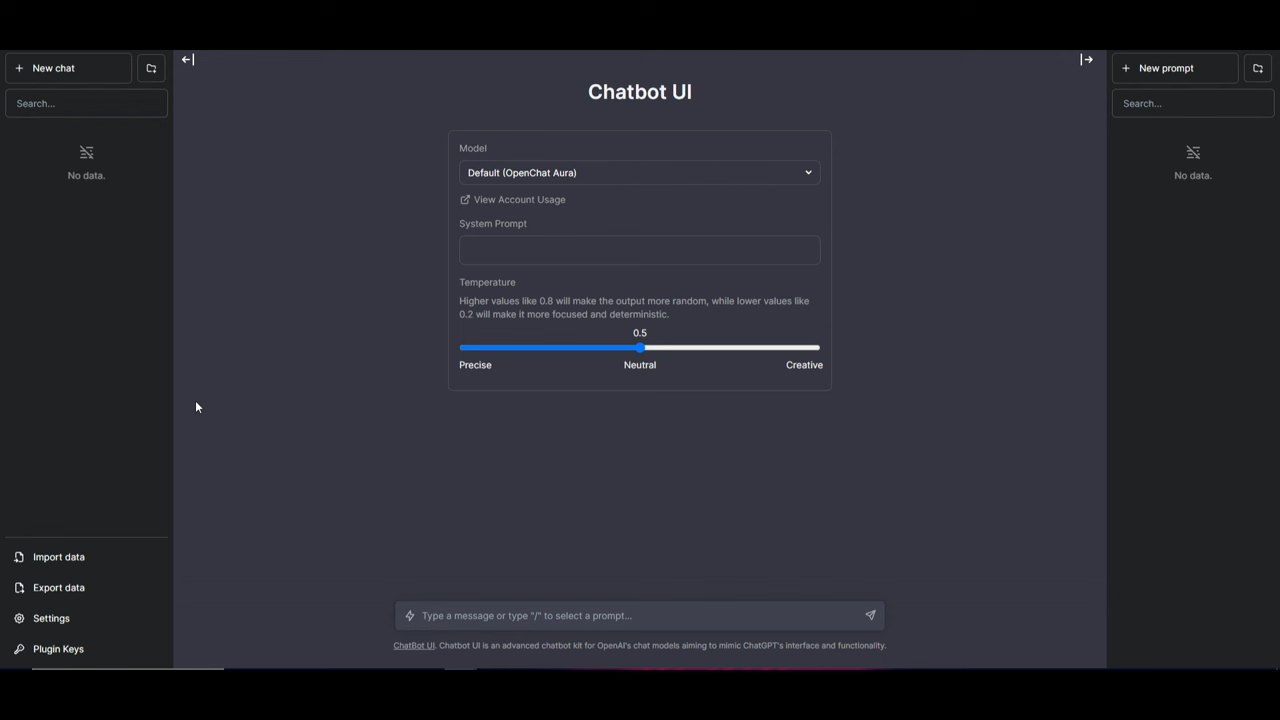 New chat
Search...
No data.
Import data
Export data
Settings
Plugin Keys
Chatbot UI
Model
Default (OpenChat Aura)
View Account Usage
System Prompt
Temperature
Higher values like 0.8 will make the output more random, while lower values like
0.2 will make it more focused and deterministic.
0.5
Precise Neutral Creative
Type a message or type "/" to select a prompt...
ChatBot UI. Chatbot UI is an advanced chatbot kit for OpenAI's chat models aiming to mimic ChatGPT's interface and functionality.
New prompt
Search...
No data.